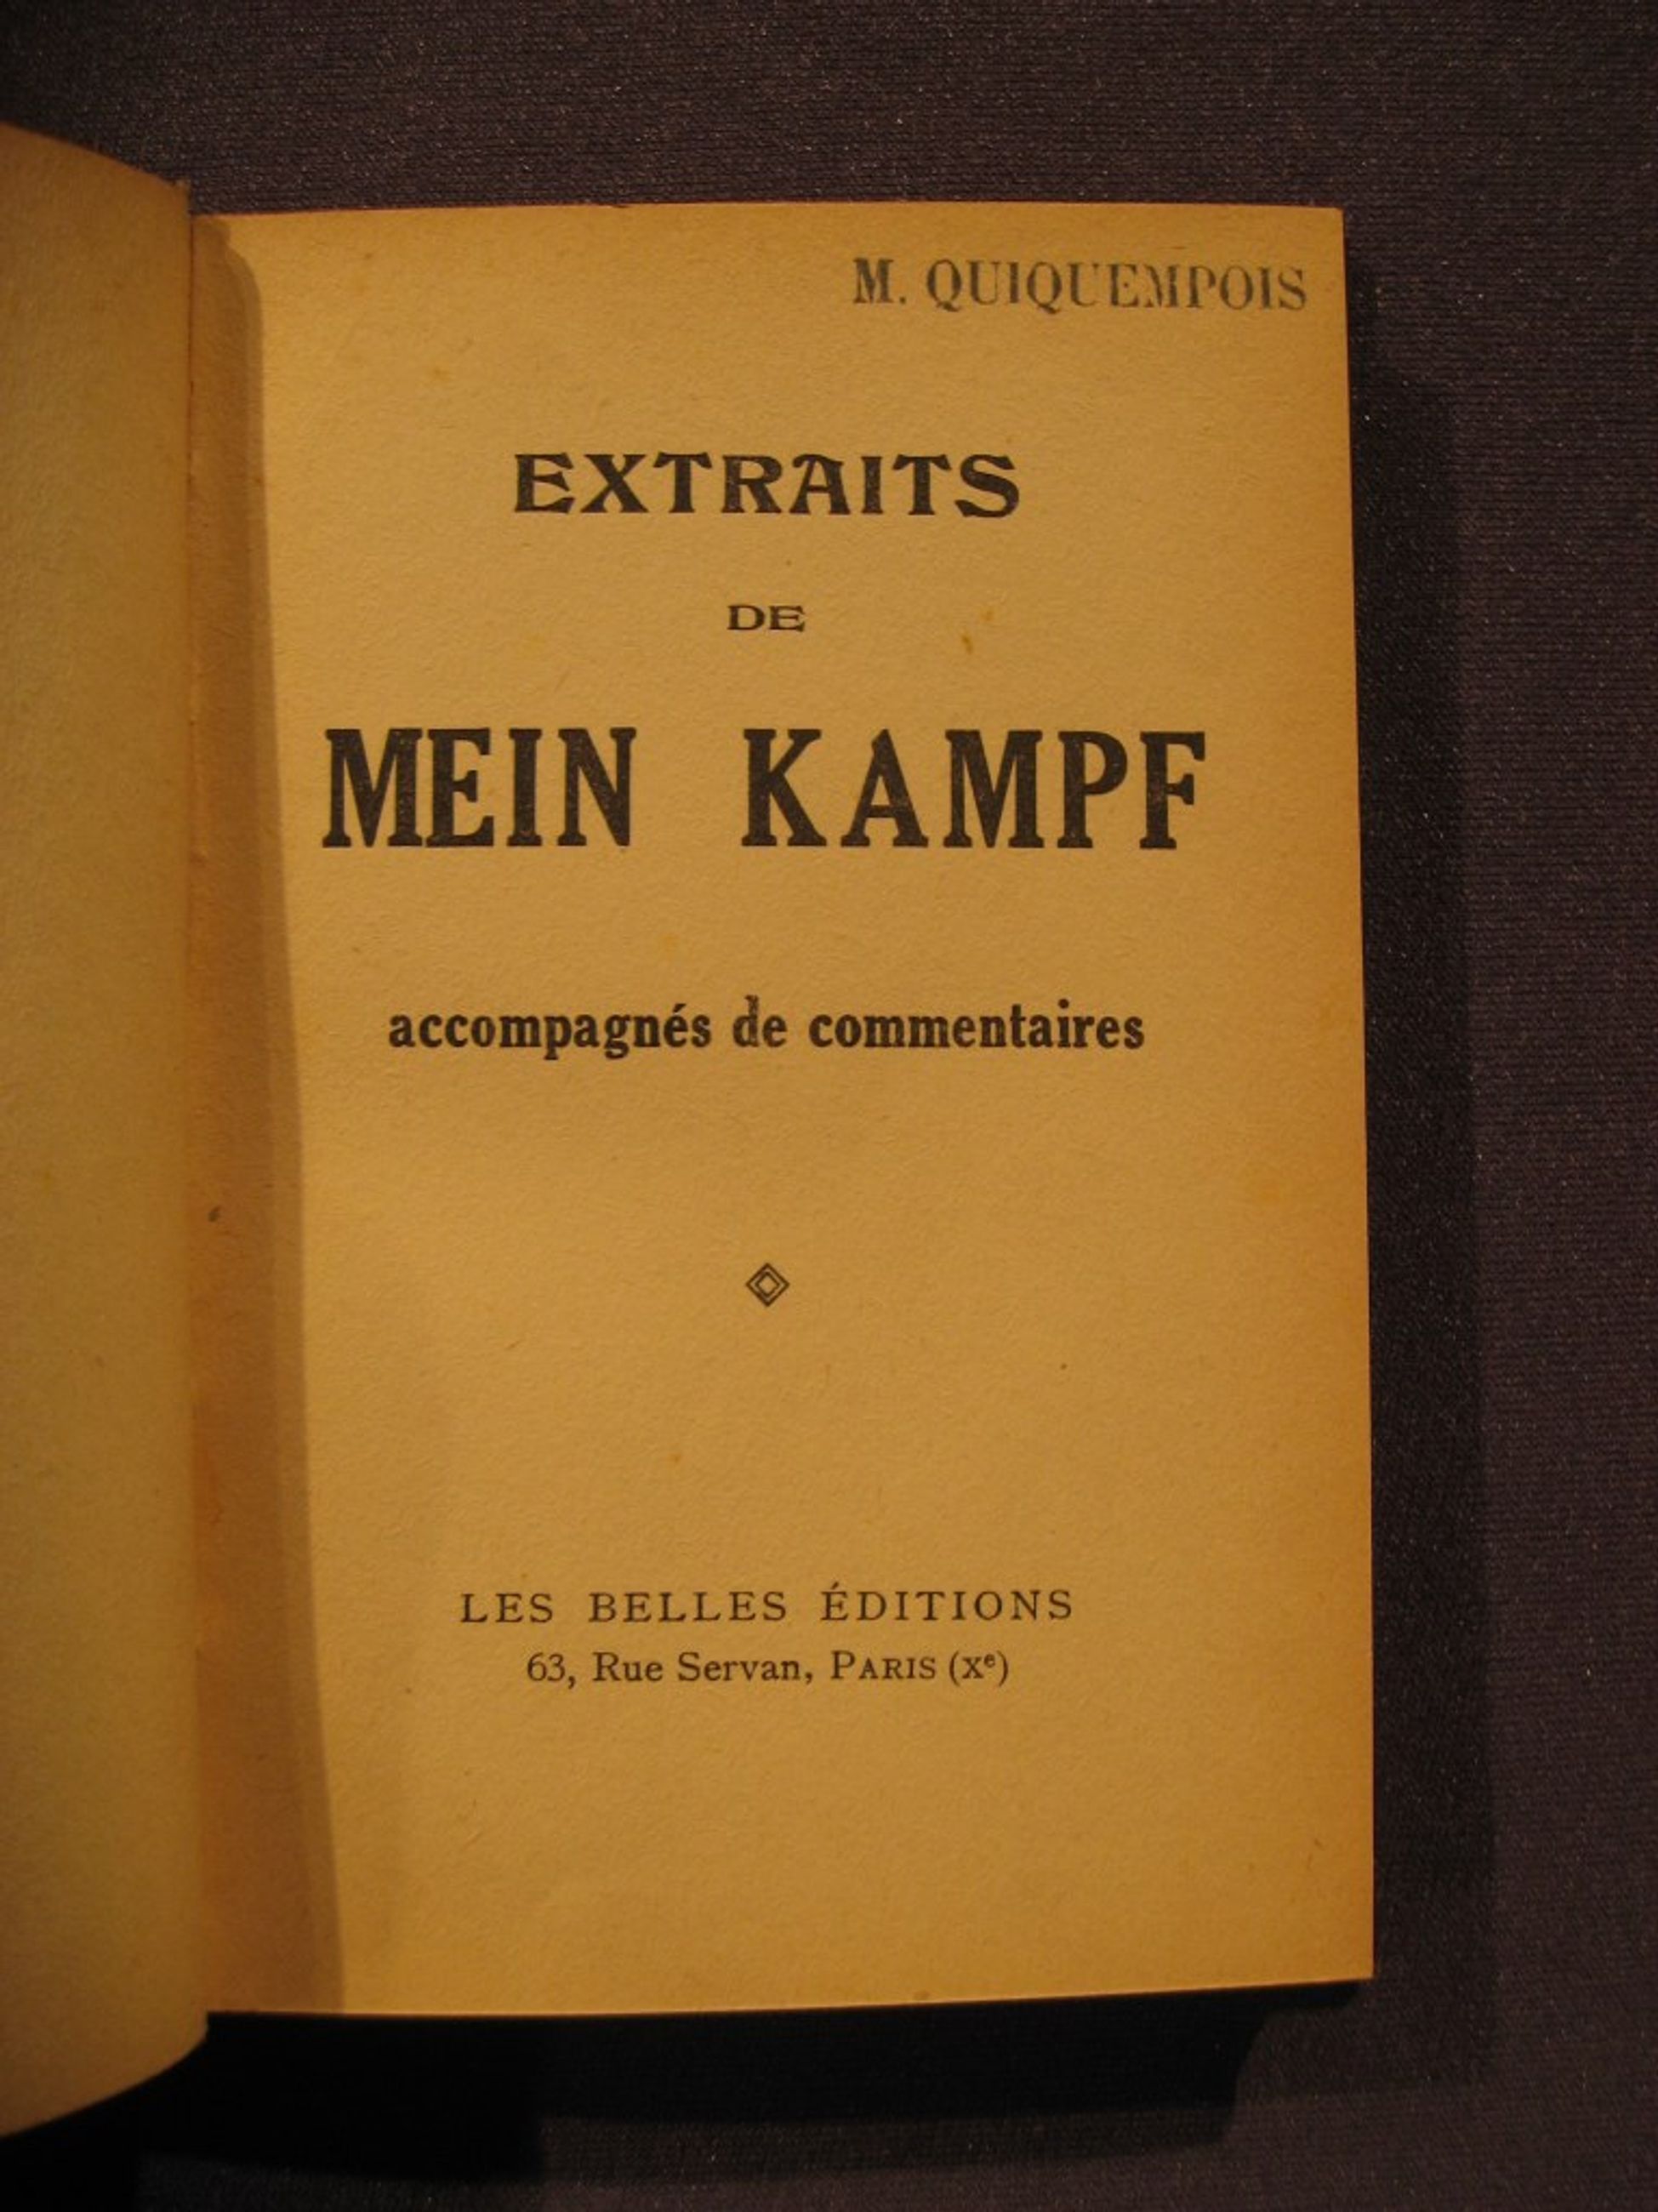 M. QUIQUEMPOIS
EXTRAITS
DE
MEIN KAMPF
accompagnés de commentaires
LES BELLES ÉDITIONS
63, Rue Servan, PARIS (Xᵉ)